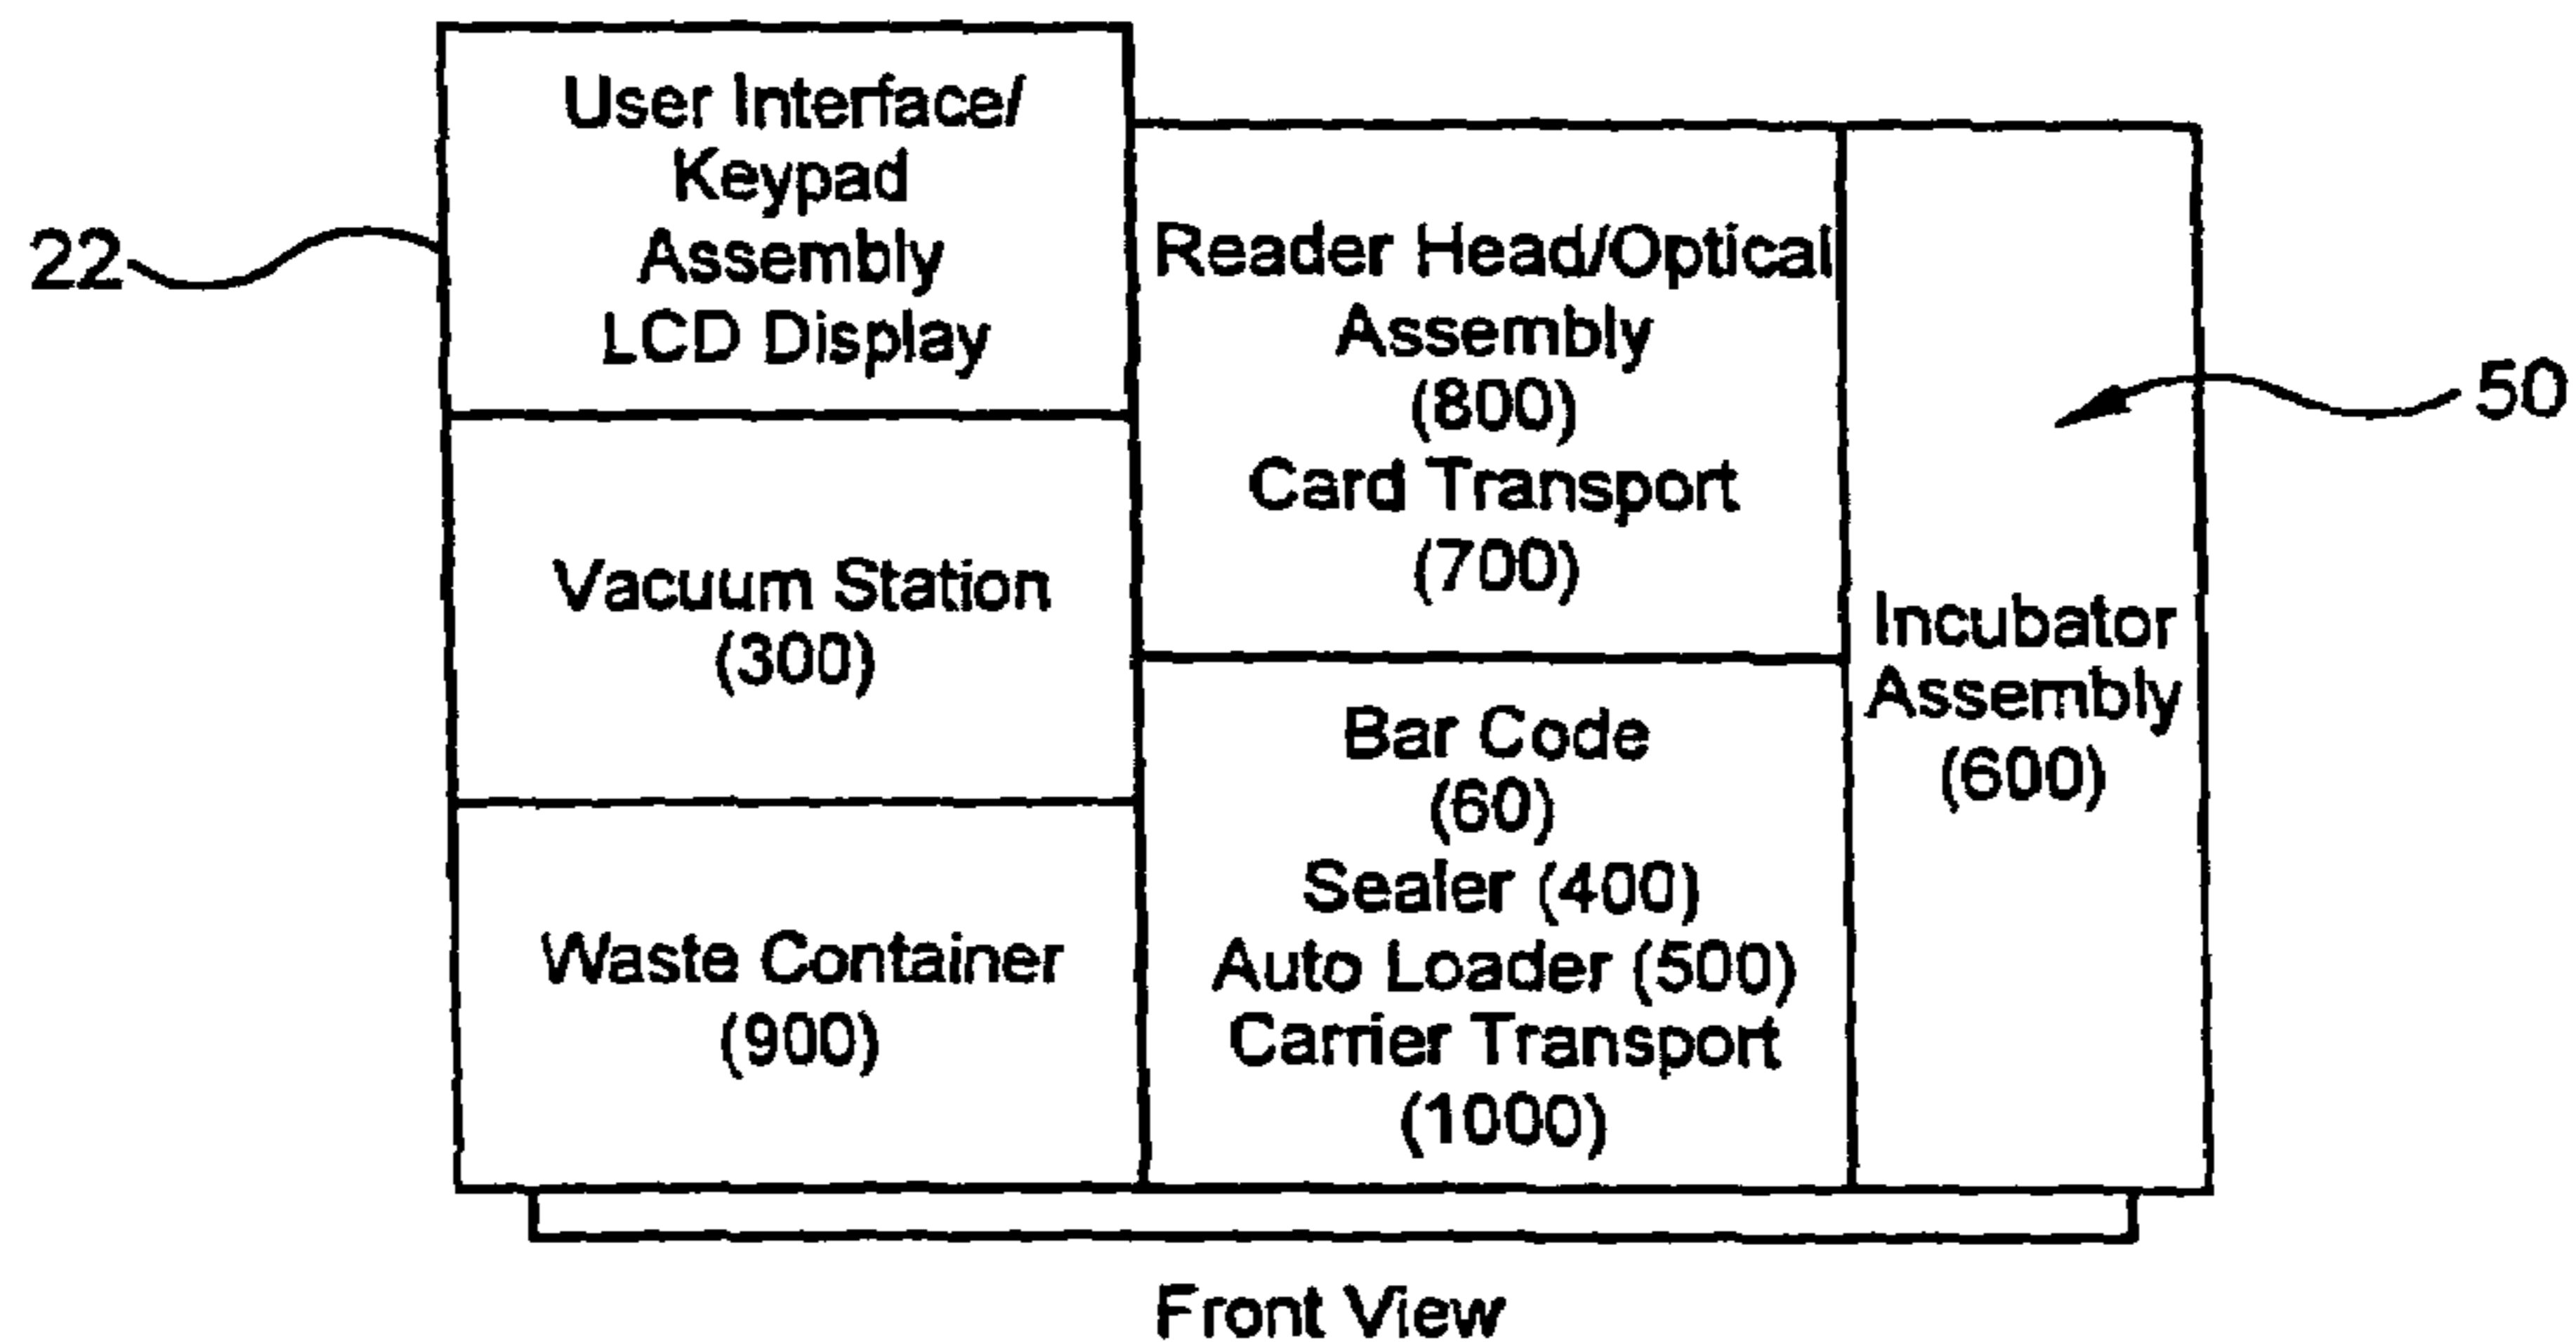 22
User Interface/
Keypad
Assembly
LCD Display
Vacuum Station
(300)
Waste Container
(900)
Reader Head/Optical
Assembly
(800)
Card Transport
(700)
Bar Code
(60)
Sealer (400)
Auto Loader (500)
Carrier Transport
(1000)
Incubator
Assembly
(600)
50
Front View